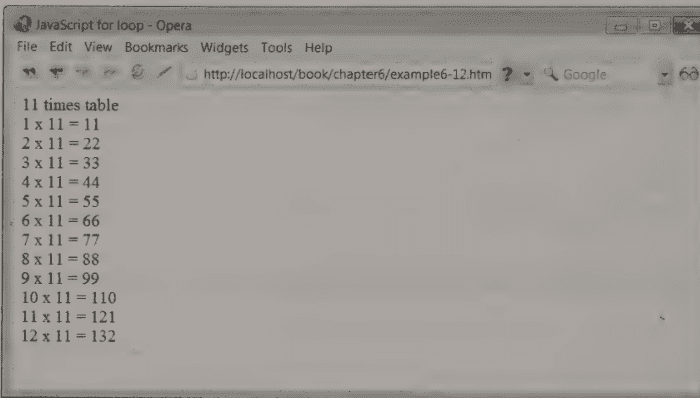 JavaScript for loop - Opera
File Edit View Bookmarks Widgets Tools Help
http://localhost/book/chapter6/example6-12.htm ? Google
11 times table
1 x 11 = 11
2 x 11 = 22
3 x 11 = 33
4 x 11 = 44
5 x 11 = 55
6 x 11 = 66
7 x 11 = 77
8 x 11 = 88
9 x 11 = 99
10 x 11 = 110
11 x 11 = 121
12 x 11 = 132